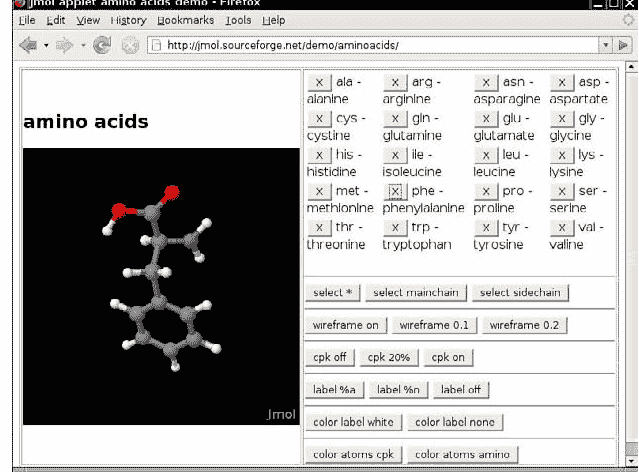 Jmol applet amino acids demo - Firefox
File Edit View History Bookmarks Tools Help
http://jmol.sourceforge.net/demo/aminoacids/
amino acids
Jmol
x ala - alanine x arg - arginine x asn - asparagine x asp - aspartate
x cys - cystine x gln - glutamine x glu - glutamate x gly - glycine
x his - histidine x ile - isoleucine x leu - leucine x lys - lysine
x met - methionine x phe - phenylalanine x pro - proline x ser - serine
x thr - threonine x trp - tryptophan x tyr - tyrosine x val - valine
select * select mainchain select sidechain
wireframe on wireframe 0.1 wireframe 0.2
cpk off cpk 20% cpk on
label %a label %n label off
color label white color label none
color atoms cpk color atoms amino